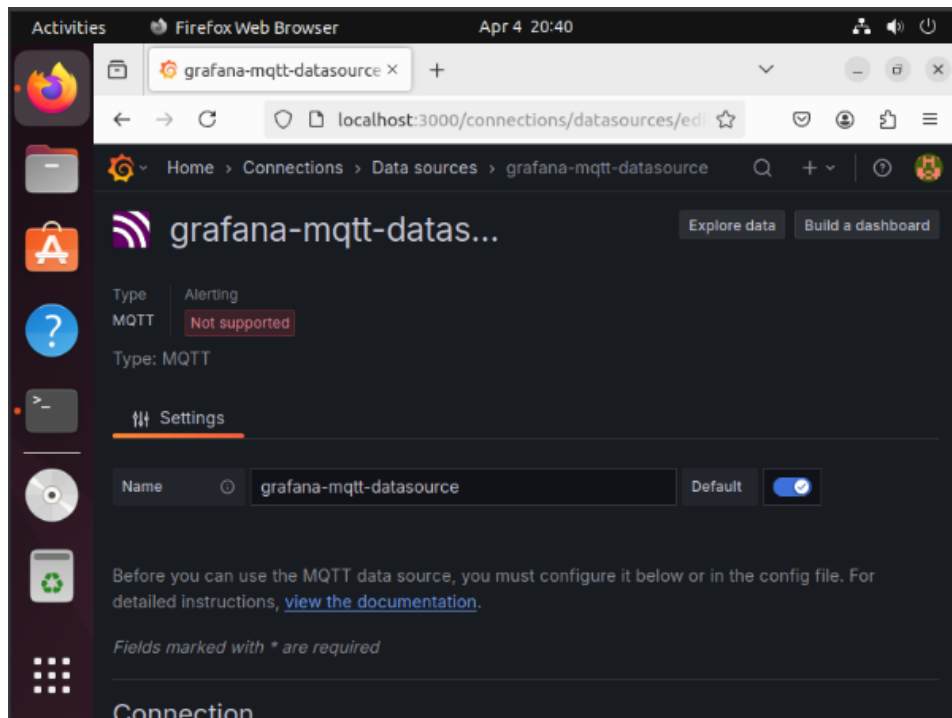 Activities Firefox Web Browser Apr 4 20:40
grafana-mqtt-datasource
localhost:3000/connections/datasources/edi
Home › Connections › Data sources › grafana-mqtt-datasource
grafana-mqtt-datas...
Explore data Build a dashboard
Type Alerting
MQTT Not supported
Type: MQTT
Settings
Name grafana-mqtt-datasource Default
Before you can use the MQTT data source, you must configure it below or in the config file. For
detailed instructions, view the documentation.
Fields marked with * are required
Connection